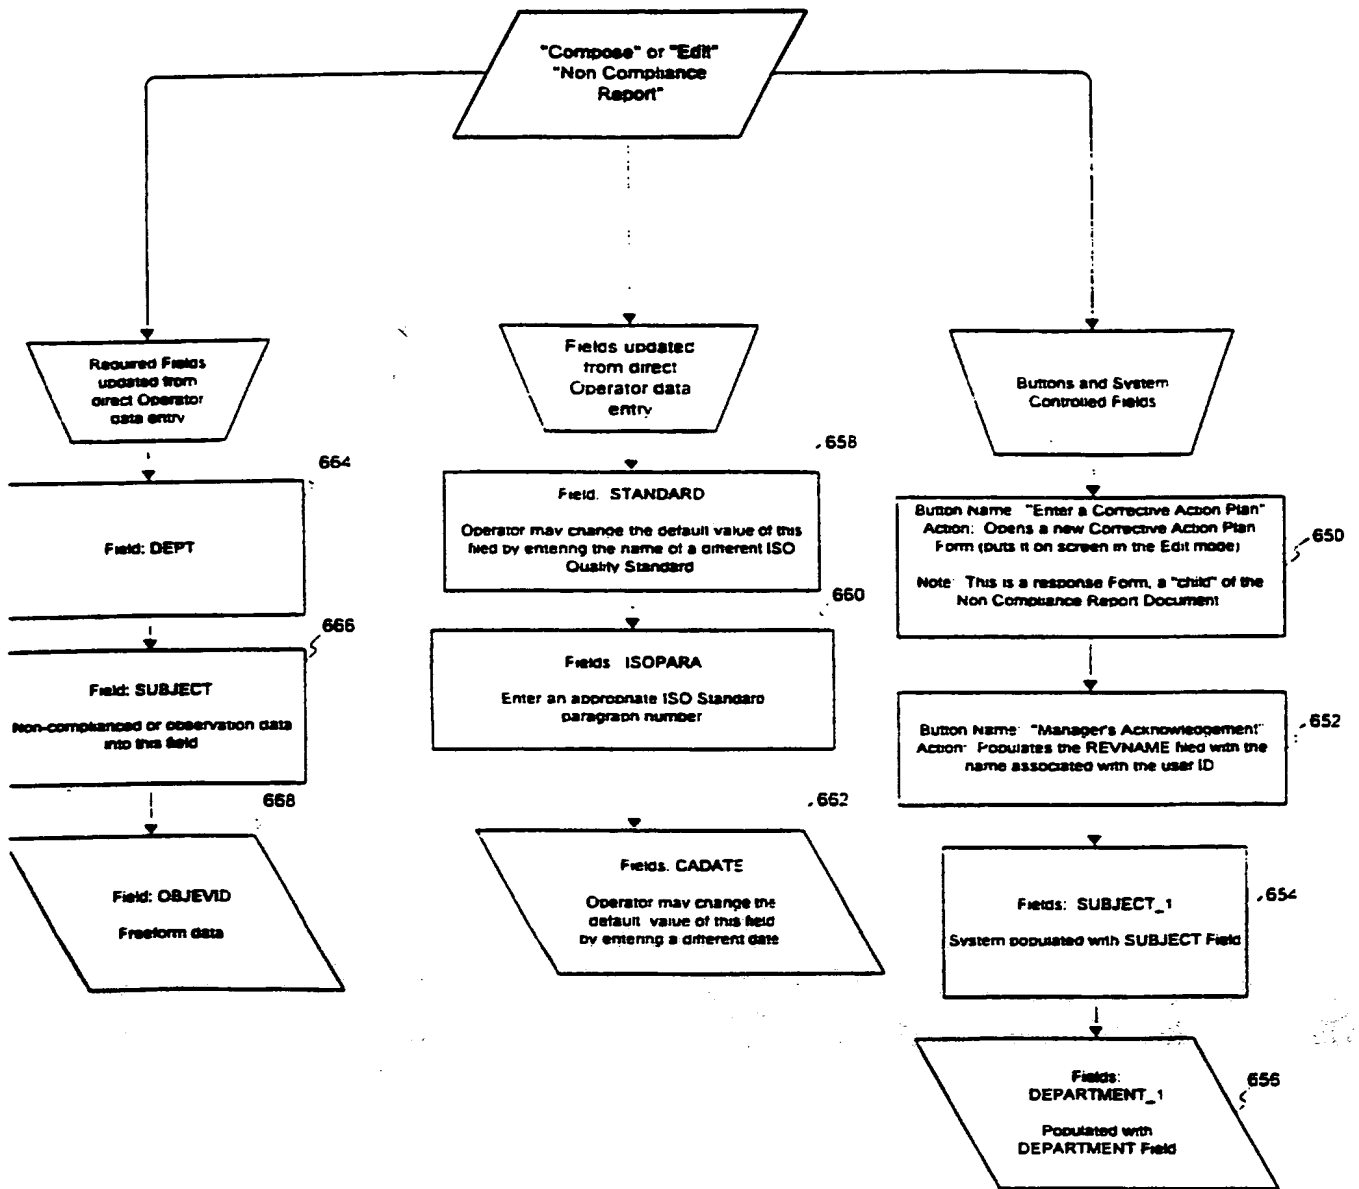 "Compose" or "Edit"
"Non Compliance
Report"
Required Fields
updated from
direct Operator
data entry
664
Field: DEPT
666
Field: SUBJECT
Non-complianced or observation data
into this field
668
Field: OBJEVID
Freeform data
Fields updated
from direct
Operator data
entry
658
Field. STANDARD
Operator may change the default value of this
filed by entering the name of a different ISO
Quality Standard
660
Fields ISOPARA
Enter an appropriate ISO Standard
paragraph number
662
Fields. CADATE
Operator may change the
default value of this field
by entering a different date
Buttons and System
Controlled Fields
Button Name "Enter a Corrective Action Plan"
Action: Opens a new Corrective Action Plan
Form (puts it on screen in the Edit mode)
Note: This is a response Form, a "child" of the
Non Compliance Report Document
650
Button Name: "Manager's Acknowledgement"
Action: Populates the REVNAME filed with the
name associated with the user ID
652
Fields: SUBJECT_1
System populated with SUBJECT Field
654
Fields:
DEPARTMENT_1
Populated with
DEPARTMENT Field
656